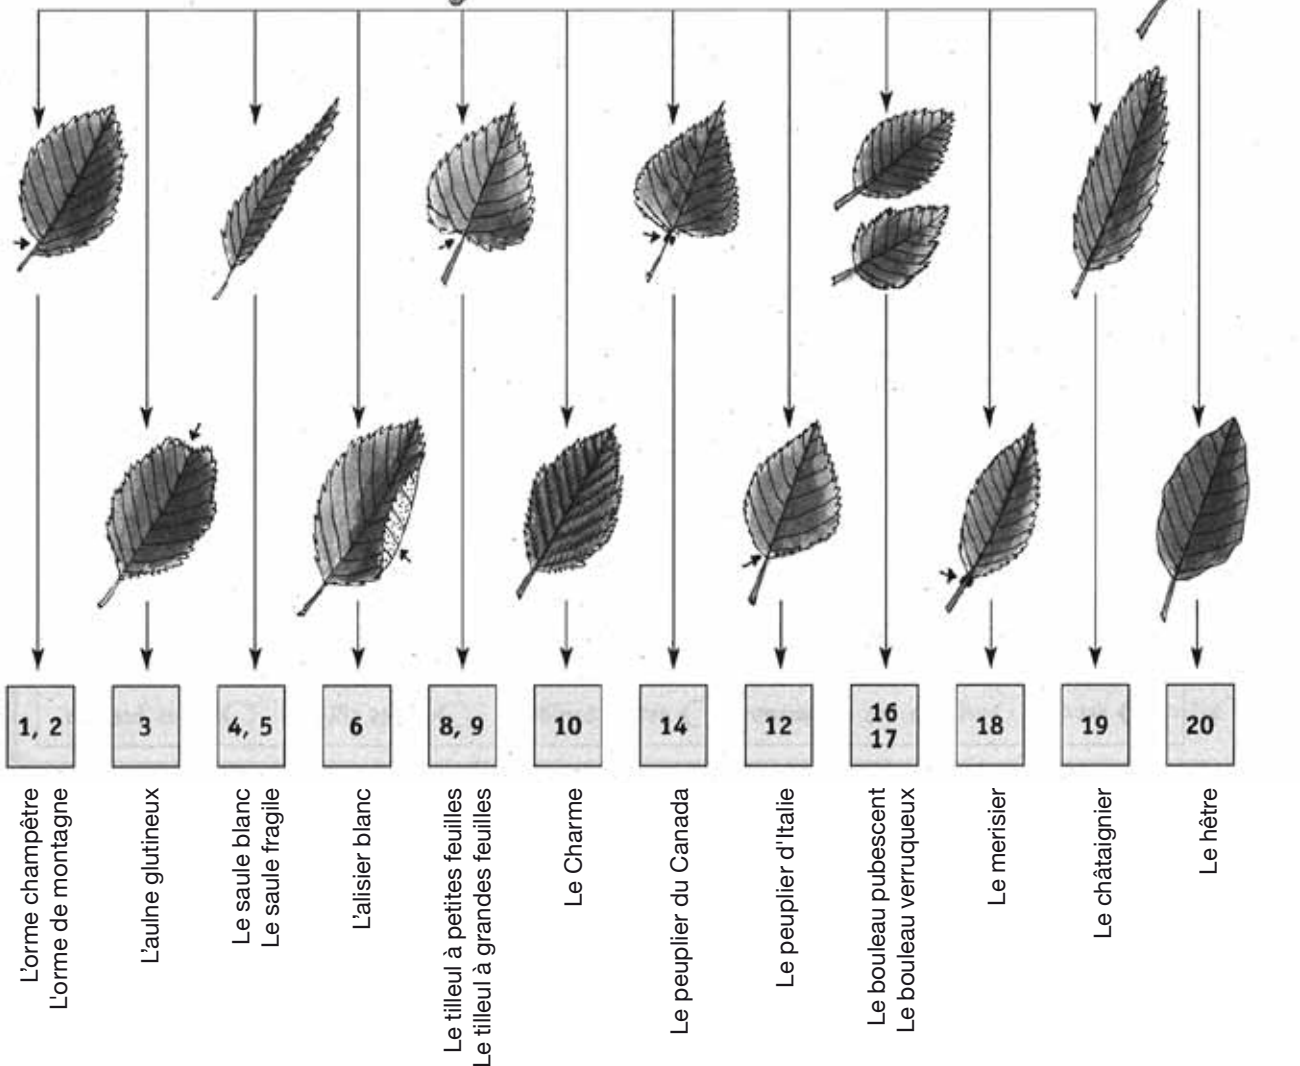 1, 2
3
4, 5
6
8, 9
10
14
12
16
17
18
19
20
L'orme champêtre
L'orme de montagne
L'aulne glutineux
Le saule blanc
Le saule fragile
L'alisier blanc
Le tilleul à petites feuilles
Le tilleul à grandes feuilles
Le Charme
Le peuplier du Canada
Le peuplier d'Italie
Le bouleau pubescent
Le bouleau verruqueux
Le merisier
Le châtaignier
Le hêtre